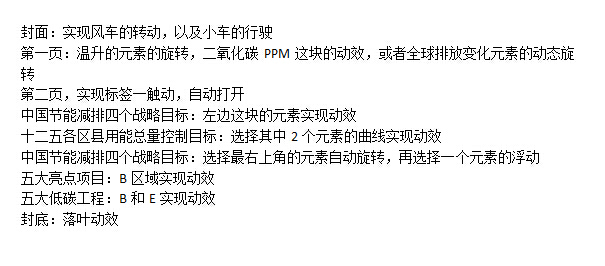 封面：实现风车的转动，以及小车的行驶
第一页：温升的元素的旋转，二氧化碳 PPM 这块的动效，或者全球排放变化元素的动态旋
转
第二页，实现标签一触动，自动打开
中国节能减排四个战略目标：左边这块的元素实现动效
十二五各区县用能总量控制目标：选择其中 2 个元素的曲线实现动效
中国节能减排四个战略目标：选择最右上角的元素自动旋转，再选择一个元素的浮动
五大亮点项目：B 区域实现动效
五大低碳工程：B 和 E 实现动效
封底：落叶动效